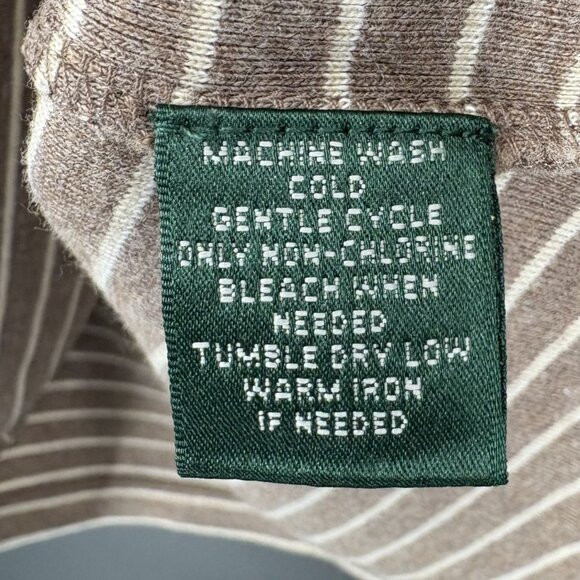 MACHINE WASH
COLD
GENTLE CYCLE
ONLY NON-CHLORINE
BLEACH WHEN
NEEDED
TUMBLE DRY LOW
WARM IRON
IF NEEDED